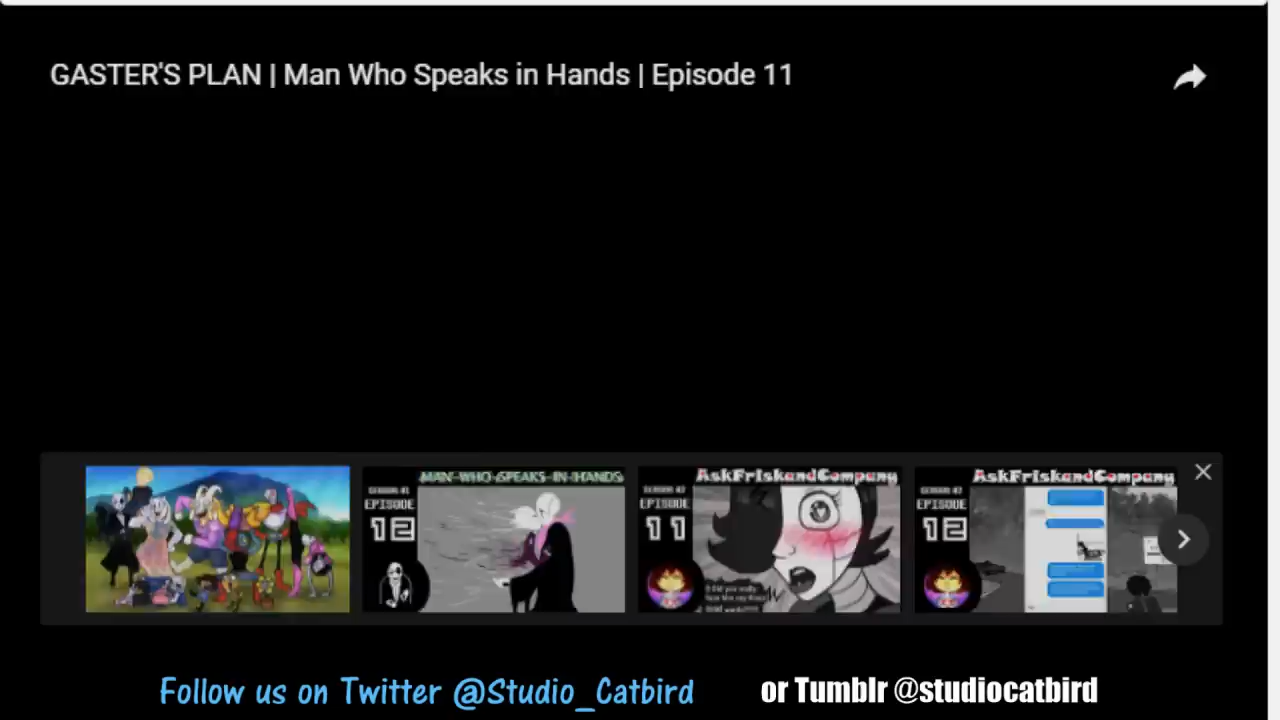 GASTER'S PLAN | Man Who Speaks in Hands | Episode 11
MAN-WHO-SPEAKS-IN-HANDS
EPISODE
12
AskFriskandCompany
EPISODE
11
AskFriskandCompany
EPISODE
12
Follow us on Twitter @Studio_Catbird
or Tumblr @studiocatbird